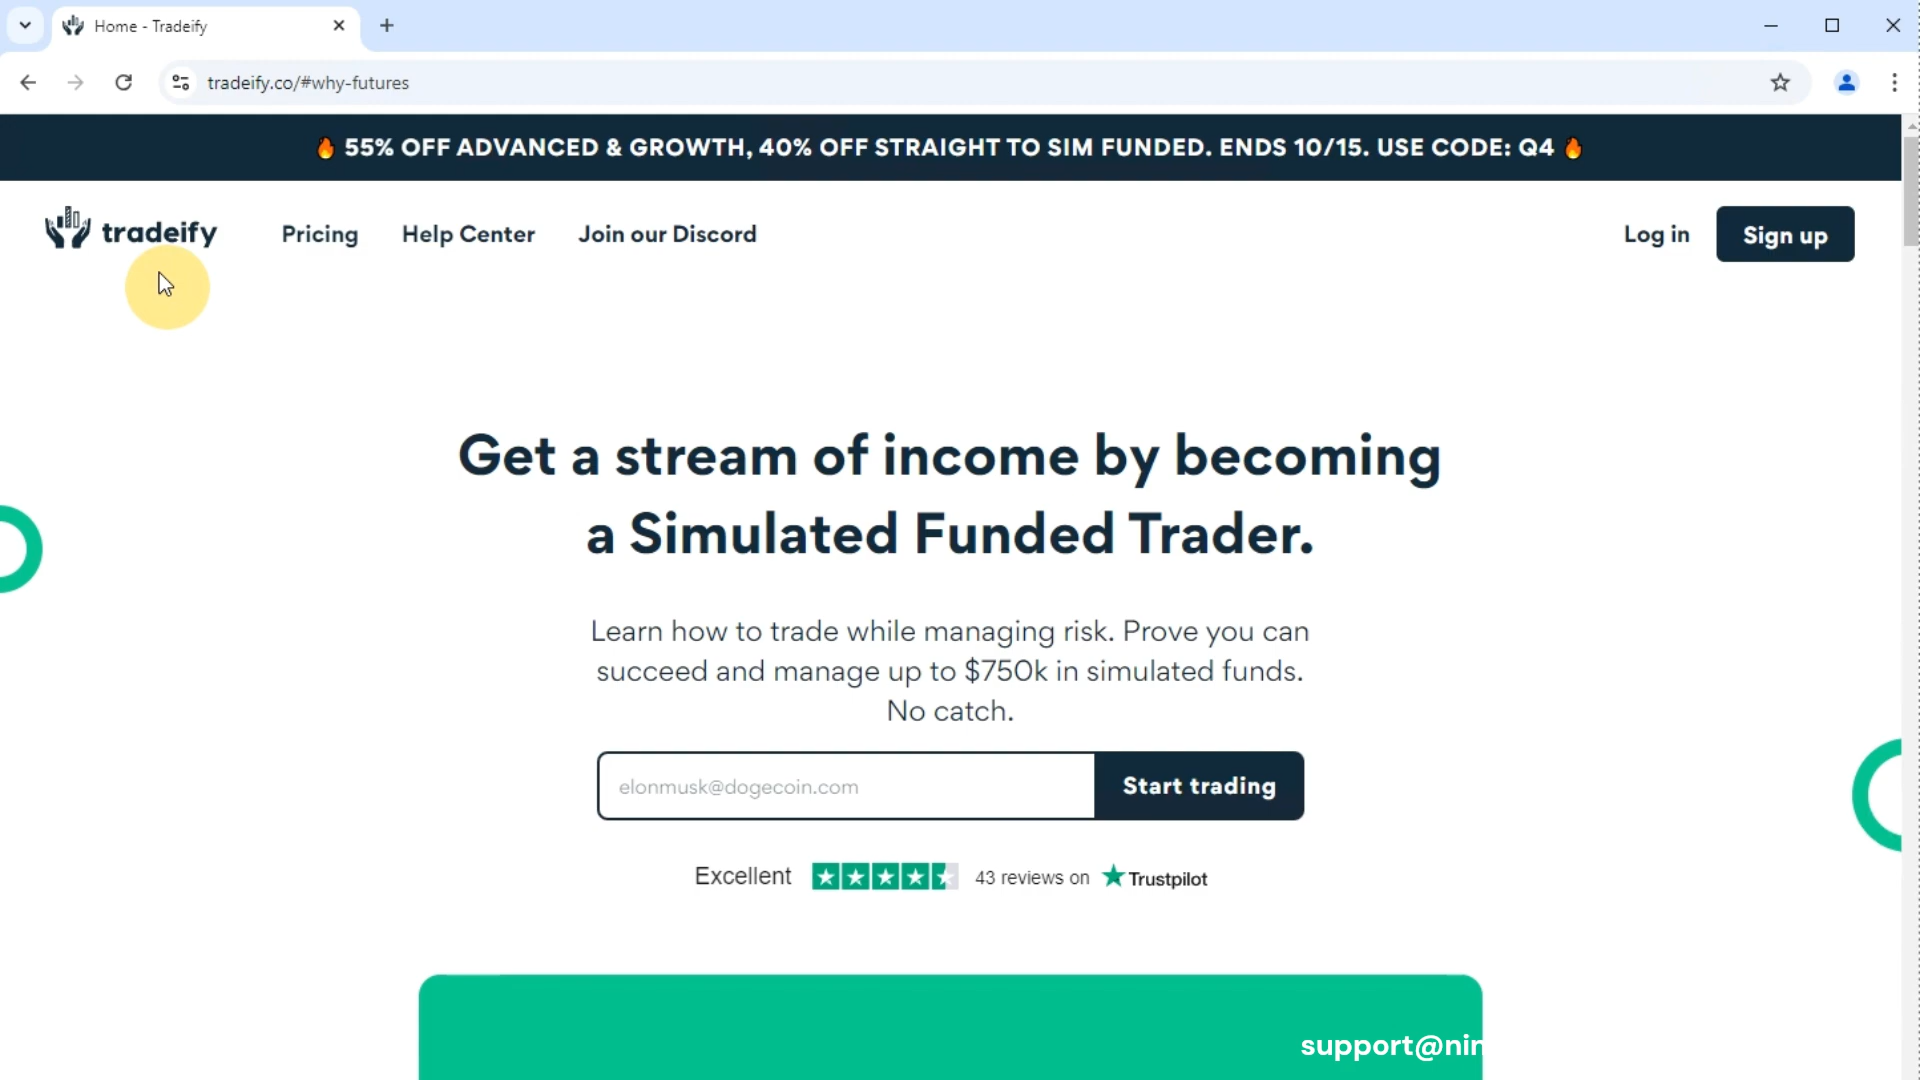 Home - Tradeify
tradeify.co/#why-futures
🔥 55% OFF ADVANCED & GROWTH, 40% OFF STRAIGHT TO SIM FUNDED. ENDS 10/15. USE CODE: Q4 🔥
tradeify Pricing Help Center Join our Discord Log in Sign up
Get a stream of income by becoming
a Simulated Funded Trader.
Learn how to trade while managing risk. Prove you can
succeed and manage up to $750k in simulated funds.
No catch.
elonmusk@dogecoin.com Start trading
Excellent 43 reviews on Trustpilot
support@nin